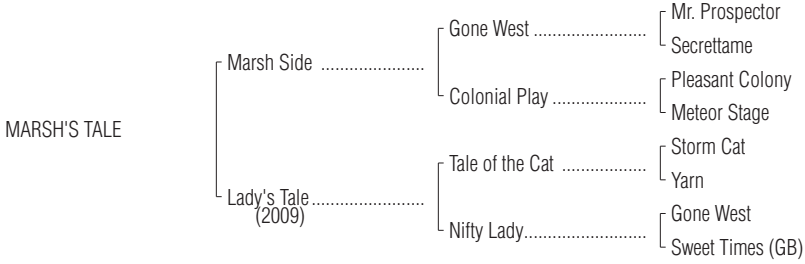 Mr. Prospector
Gone West ........................
Secrettame
Marsh Side ......................
Pleasant Colony
Colonial Play ....................
Meteor Stage
MARSH'S TALE
Storm Cat
Tale of the Cat ..................
Yarn
Lady's Tale ........................
(2009)
Gone West
Nifty Lady ..........................
Sweet Times (GB)